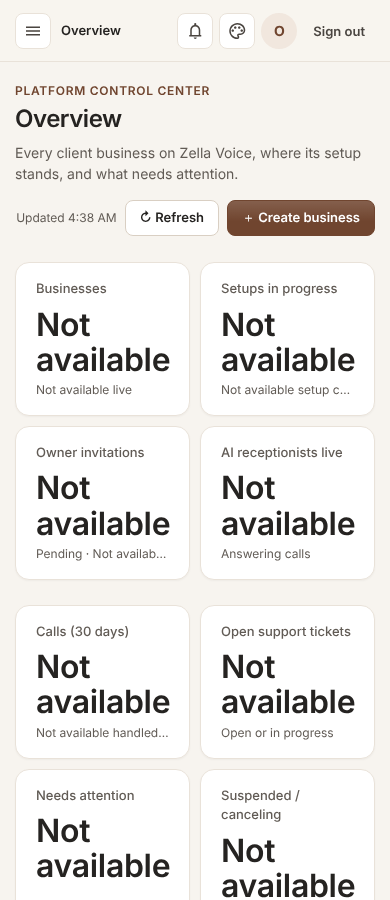 Overview
O
Sign out
PLATFORM CONTROL CENTER
Overview
Every client business on Zella Voice, where its setup
stands, and what needs attention.
Updated 4:38 AM
Refresh
+ Create business
Businesses
Not
available
Not available live
Setups in progress
Not
available
Not available setup c...
Owner invitations
Not
available
Pending · Not availab...
AI receptionists live
Not
available
Answering calls
Calls (30 days)
Not
available
Not available handled...
Open support tickets
Not
available
Open or in progress
Needs attention
Not
available
Suspended /
canceling
Not
available